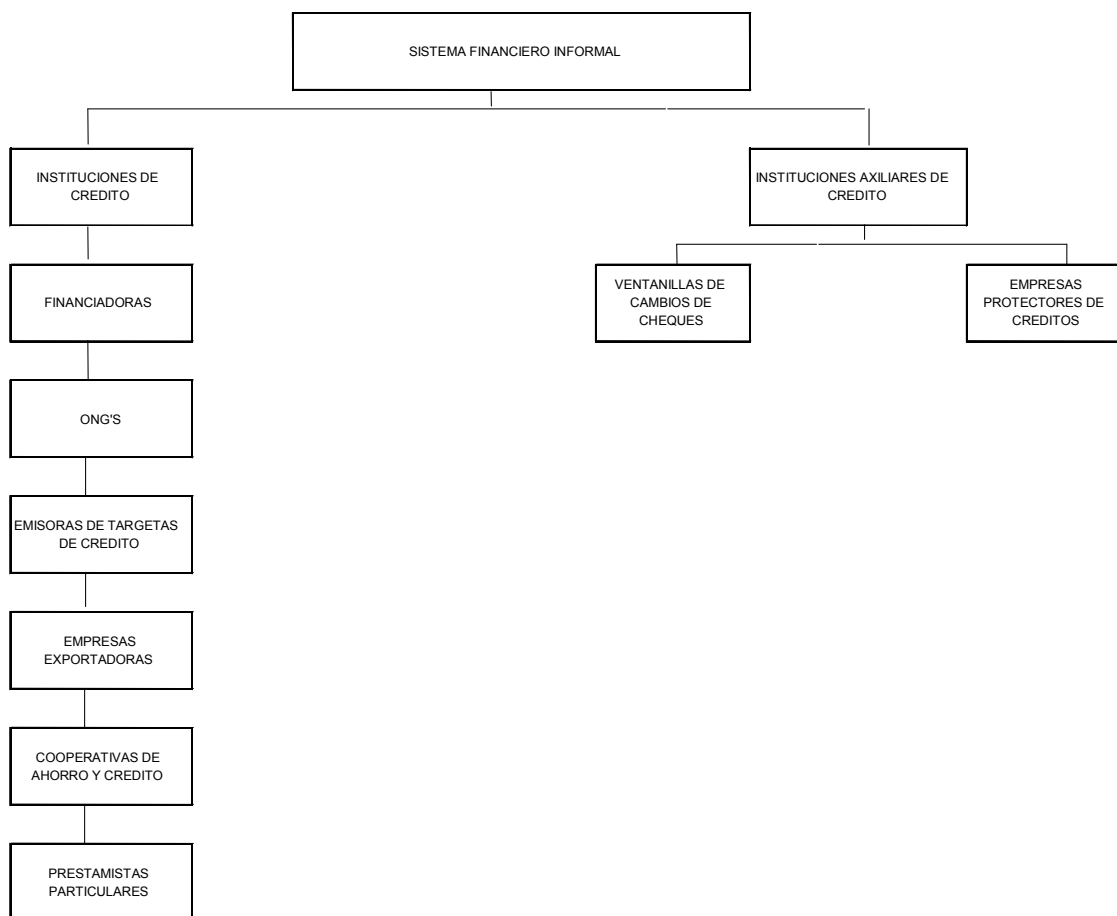 SISTEMA FINANCIERO INFORMAL
INSTITUCIONES DE
CREDITO
INSTITUCIONES AXILIARES DE
CREDITO
FINANCIADORAS
VENTANILLAS DE
CAMBIOS DE
CHEQUES
EMPRESAS
PROTECTORES DE
CREDITOS
ONG'S
EMISORAS DE TARGETAS
DE CREDITO
EMPRESAS
EXPORTADORAS
COOPERATIVAS DE
AHORRO Y CREDITO
PRESTAMISTAS
PARTICULARES